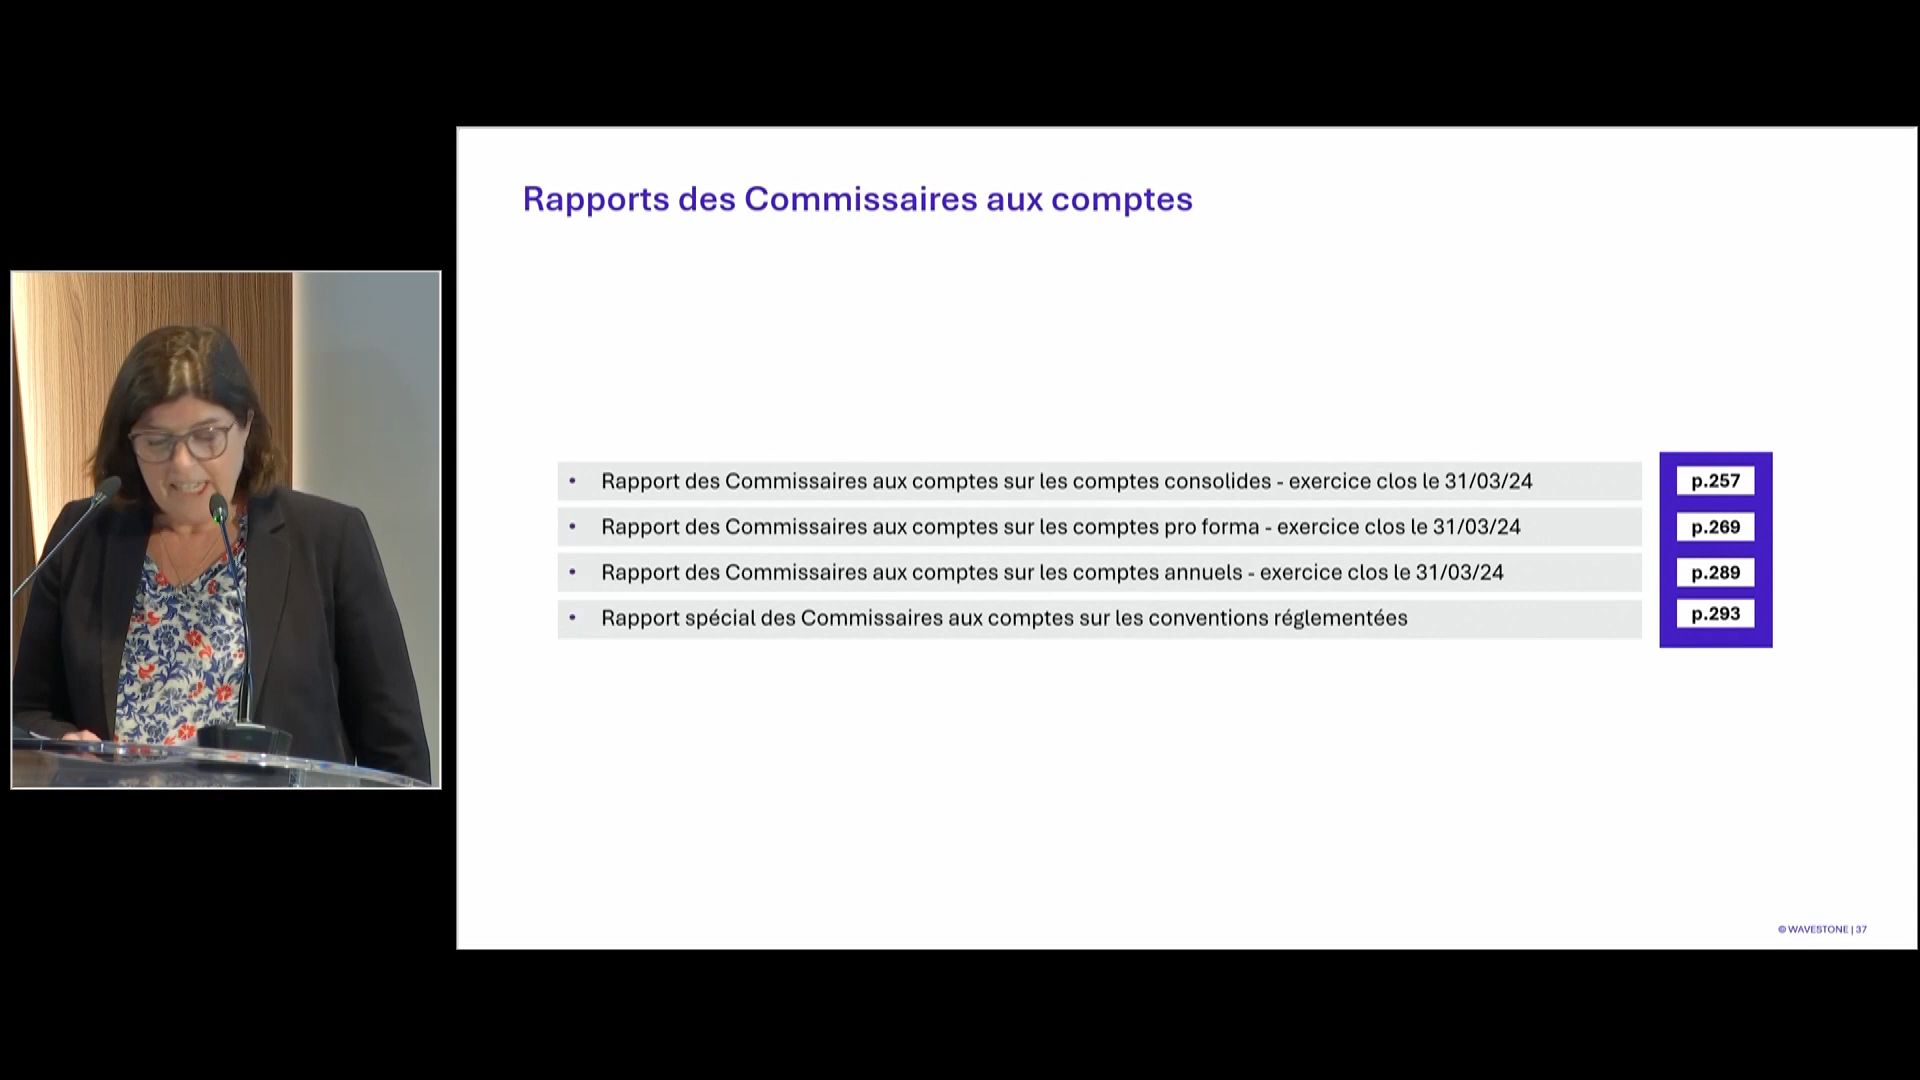 Rapports des Commissaires aux comptes
• Rapport des Commissaires aux comptes sur les comptes consolides - exercice clos le 31/03/24 p.257
• Rapport des Commissaires aux comptes sur les comptes pro forma - exercice clos le 31/03/24 p.269
• Rapport des Commissaires aux comptes sur les comptes annuels - exercice clos le 31/03/24 p.289
• Rapport spécial des Commissaires aux comptes sur les conventions réglementées p.293
© WAVESTONE | 37